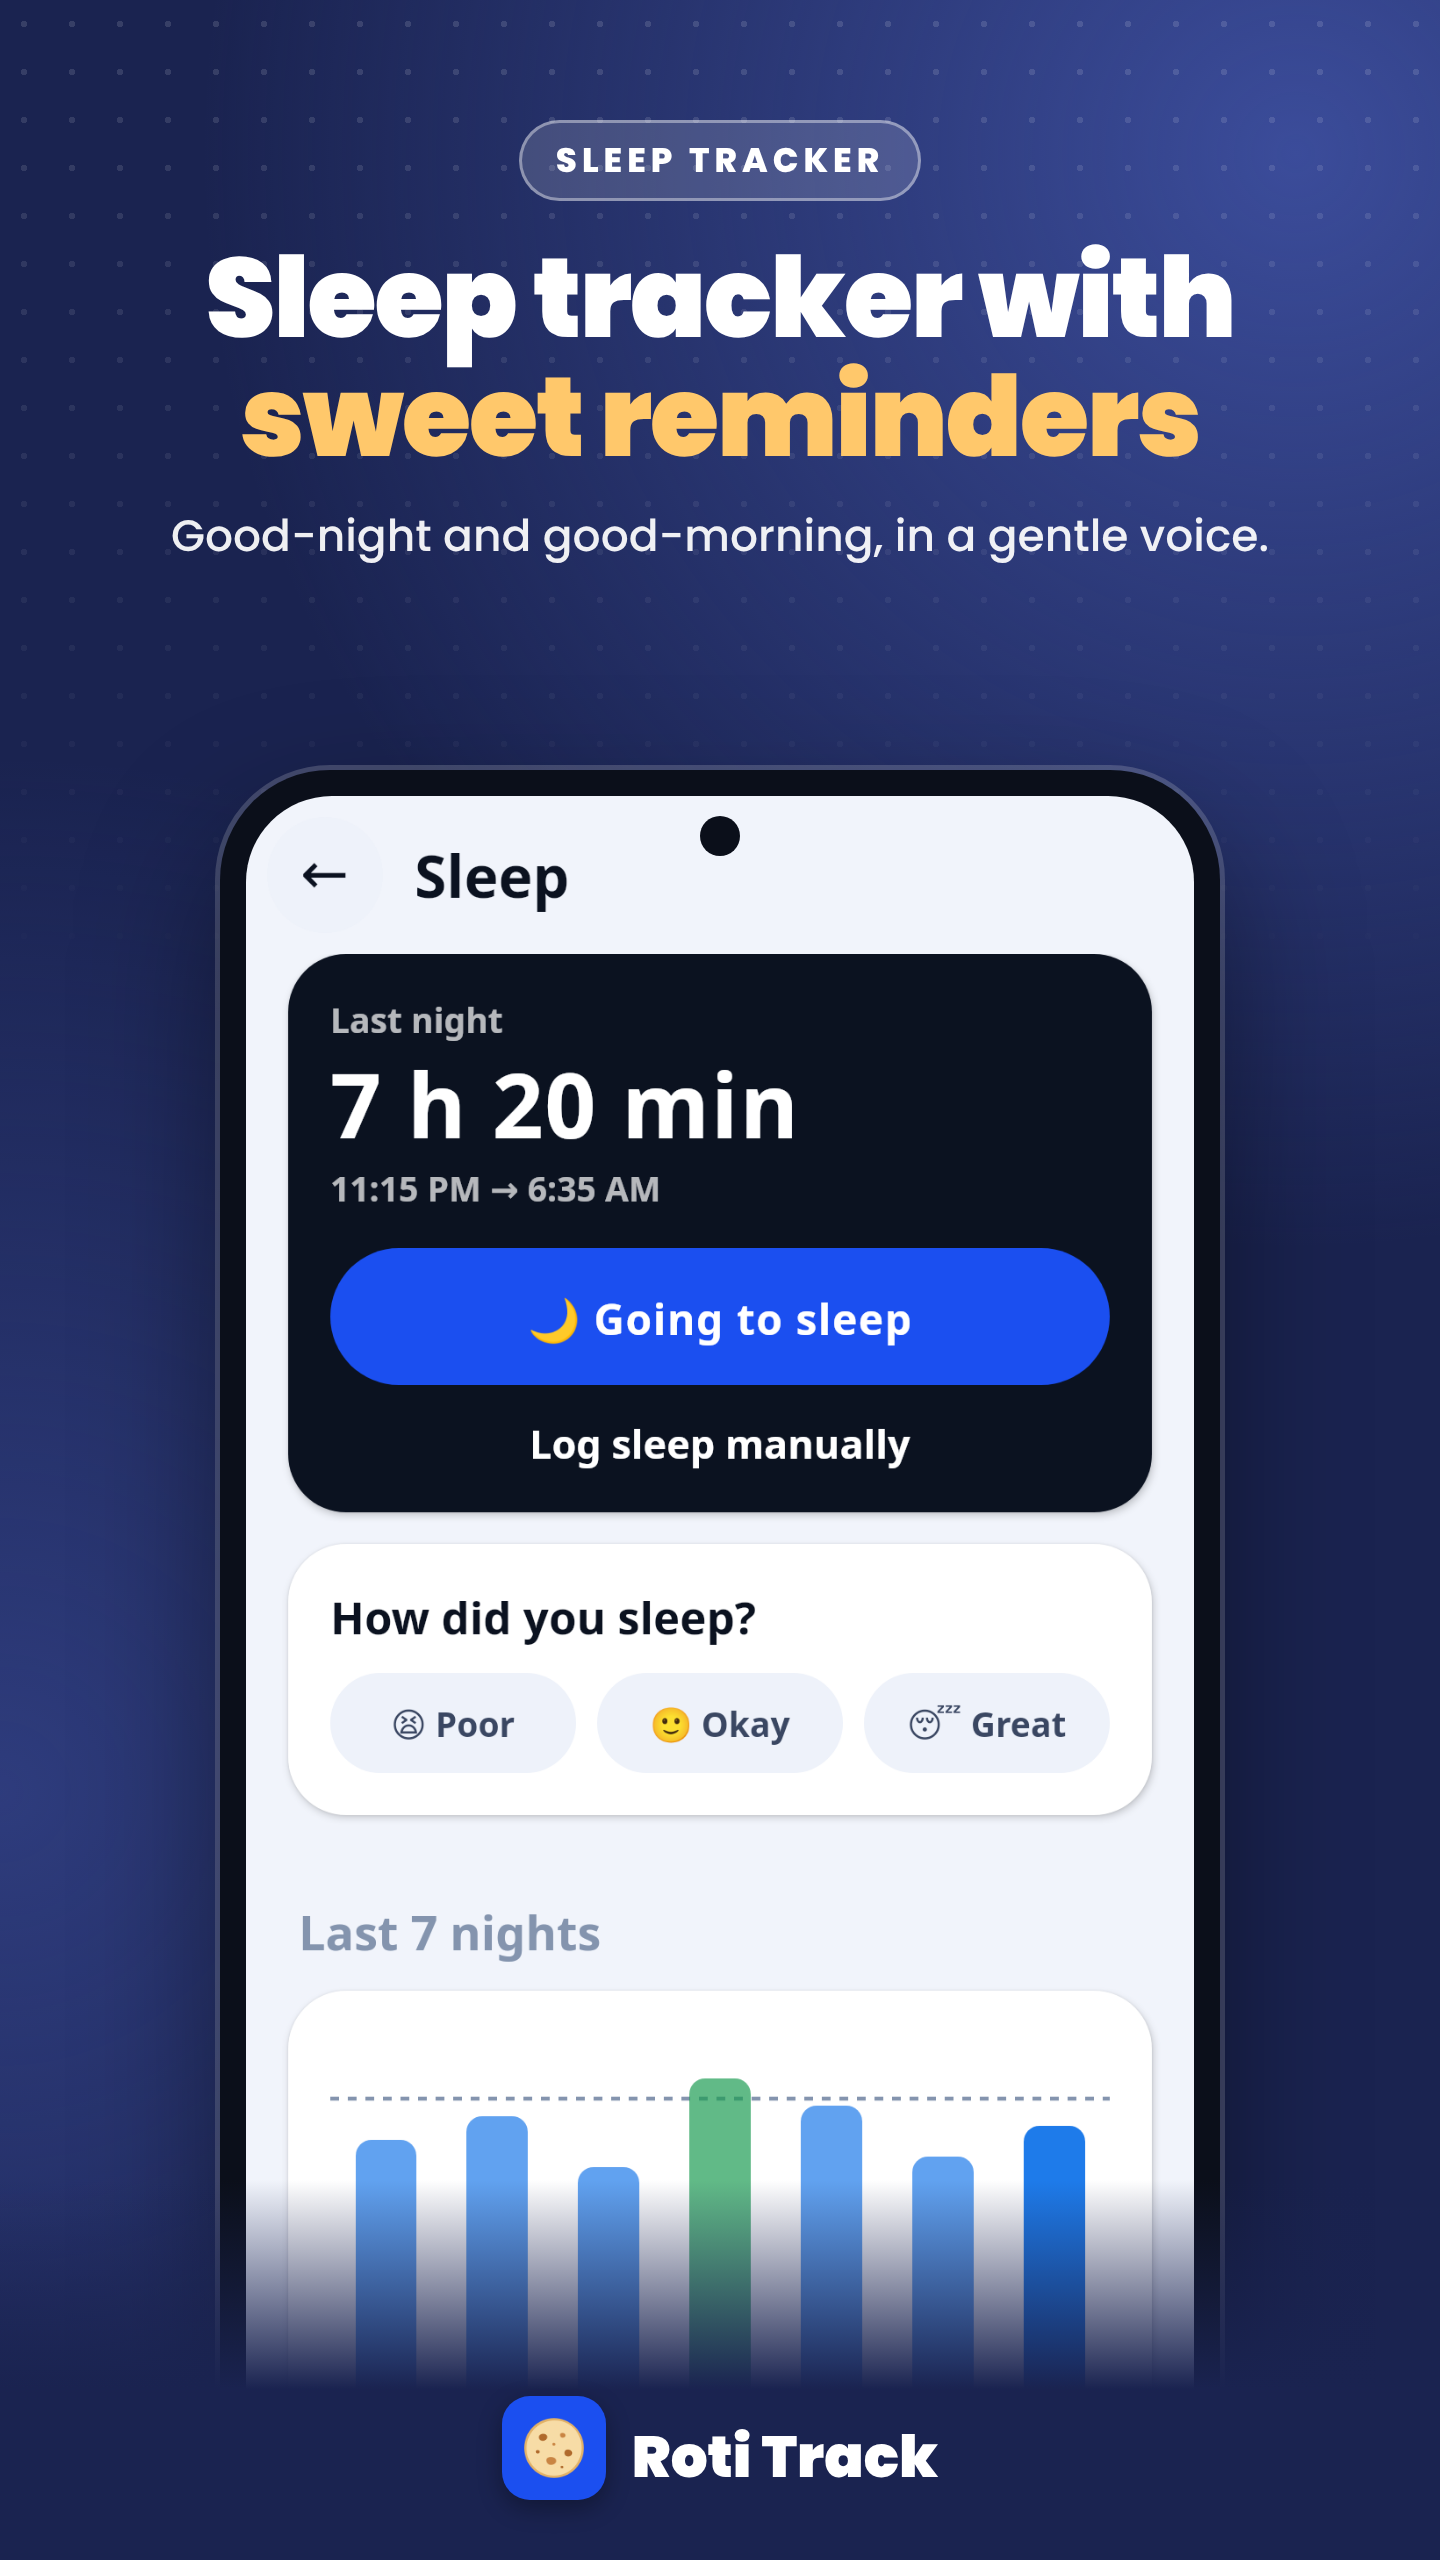 SLEEP TRACKER
Sleep tracker with
sweet reminders
Good-night and good-morning, in a gentle voice.
← Sleep
Last night
7 h 20 min
11:15 PM → 6:35 AM
🌙 Going to sleep
Log sleep manually
How did you sleep?
😫 Poor 🙂 Okay 😴 Great
Last 7 nights
Roti Track